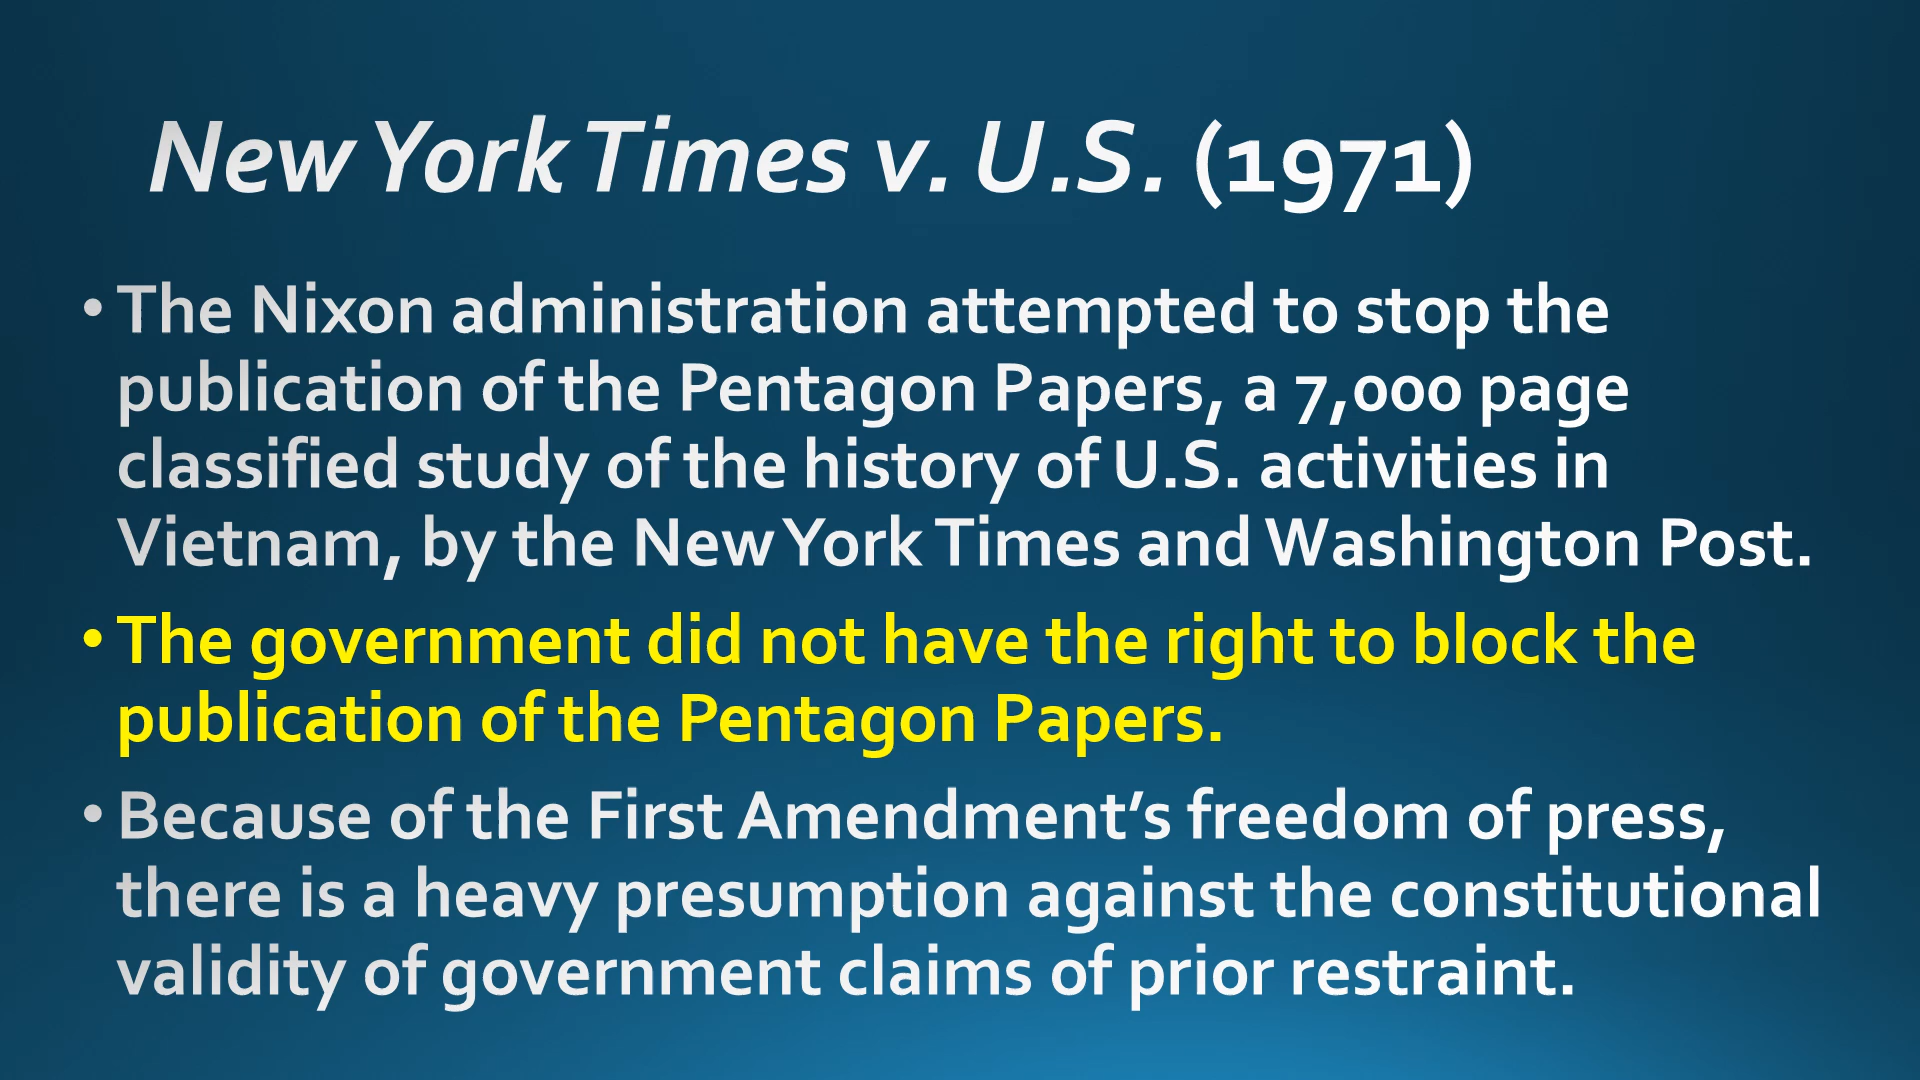 New York Times v. U.S. (1971)
• The Nixon administration attempted to stop the
publication of the Pentagon Papers, a 7,000 page
classified study of the history of U.S. activities in
Vietnam, by the New York Times and Washington Post.
• The government did not have the right to block the
publication of the Pentagon Papers.
• Because of the First Amendment’s freedom of press,
there is a heavy presumption against the constitutional
validity of government claims of prior restraint.